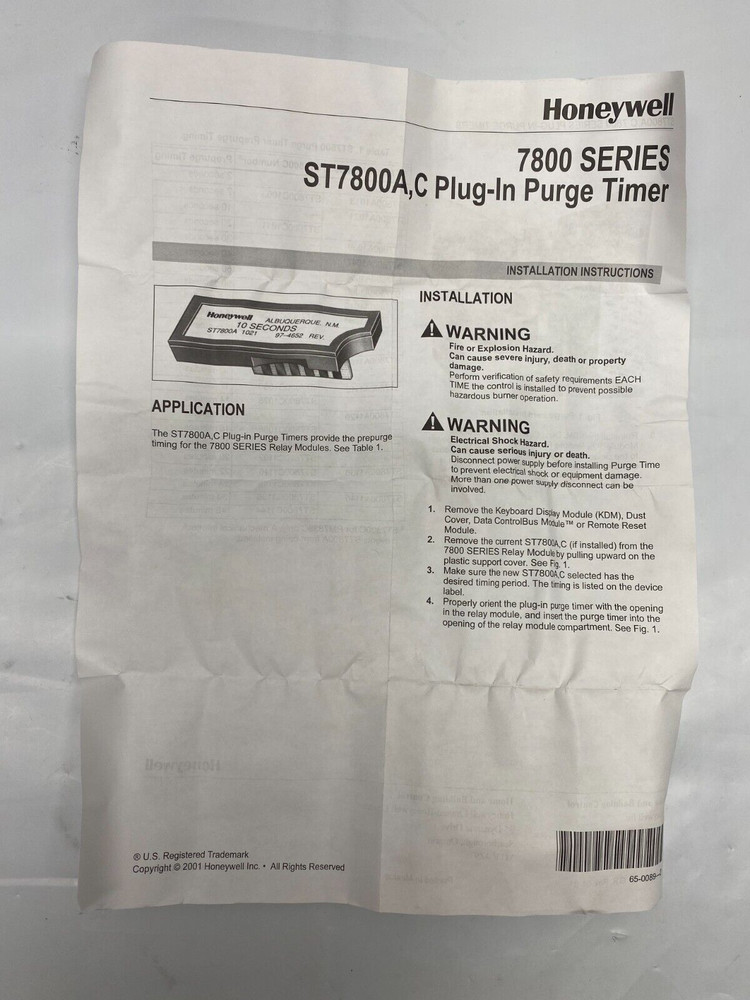 Honeywell
7800 SERIES
ST7800A,C Plug-In Purge Timer
INSTALLATION INSTRUCTIONS
Honeywell ALBUQUERQUE, N.M.
10 SECONDS
ST7800A 1021 97-4652 REV.
APPLICATION
The ST7800A,C Plug-in Purge Timers provide the prepurge
timing for the 7800 SERIES Relay Modules. See Table 1.
INSTALLATION
WARNING
Fire or Explosion Hazard.
Can cause severe injury, death or property
damage.
Perform verification of safety requirements EACH
TIME the control is installed to prevent possible
hazardous burner operation.
WARNING
Electrical Shock Hazard.
Can cause serious injury or death.
Disconnect power supply before installing Purge Time
to prevent electrical shock or equipment damage.
More than one power supply disconnect can be
involved.
1. Remove the Keyboard Display Module (KDM), Dust
Cover, Data ControlBus Module™ or Remote Reset
Module.
2. Remove the current ST7800A,C (if installed) from the
7800 SERIES Relay Module by pulling upward on the
plastic support cover. See Fig. 1.
3. Make sure the new ST7800A,C selected has the
desired timing period. The timing is listed on the device
label.
4. Properly orient the plug-in purge timer with the opening
in the relay module, and insert the purge timer into the
opening of the relay module compartment. See Fig. 1.
® U.S. Registered Trademark
Copyright © 2001 Honeywell Inc. • All Rights Reserved
65-0089